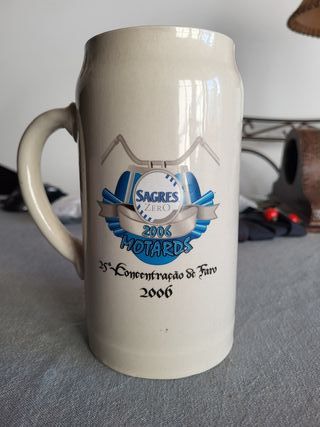 SAGRES
ZERO
2006
MOTARDS
25ª Concentração de Faro
2006